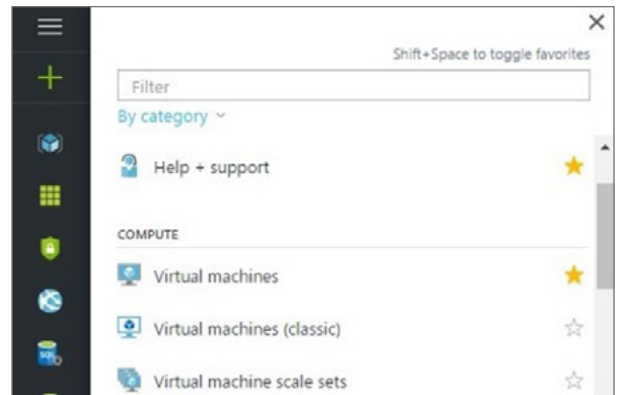 Shift+Space to toggle favorites
Filter
By category
Help + support
COMPUTE
Virtual machines
Virtual machines (classic)
Virtual machine scale sets
SQL